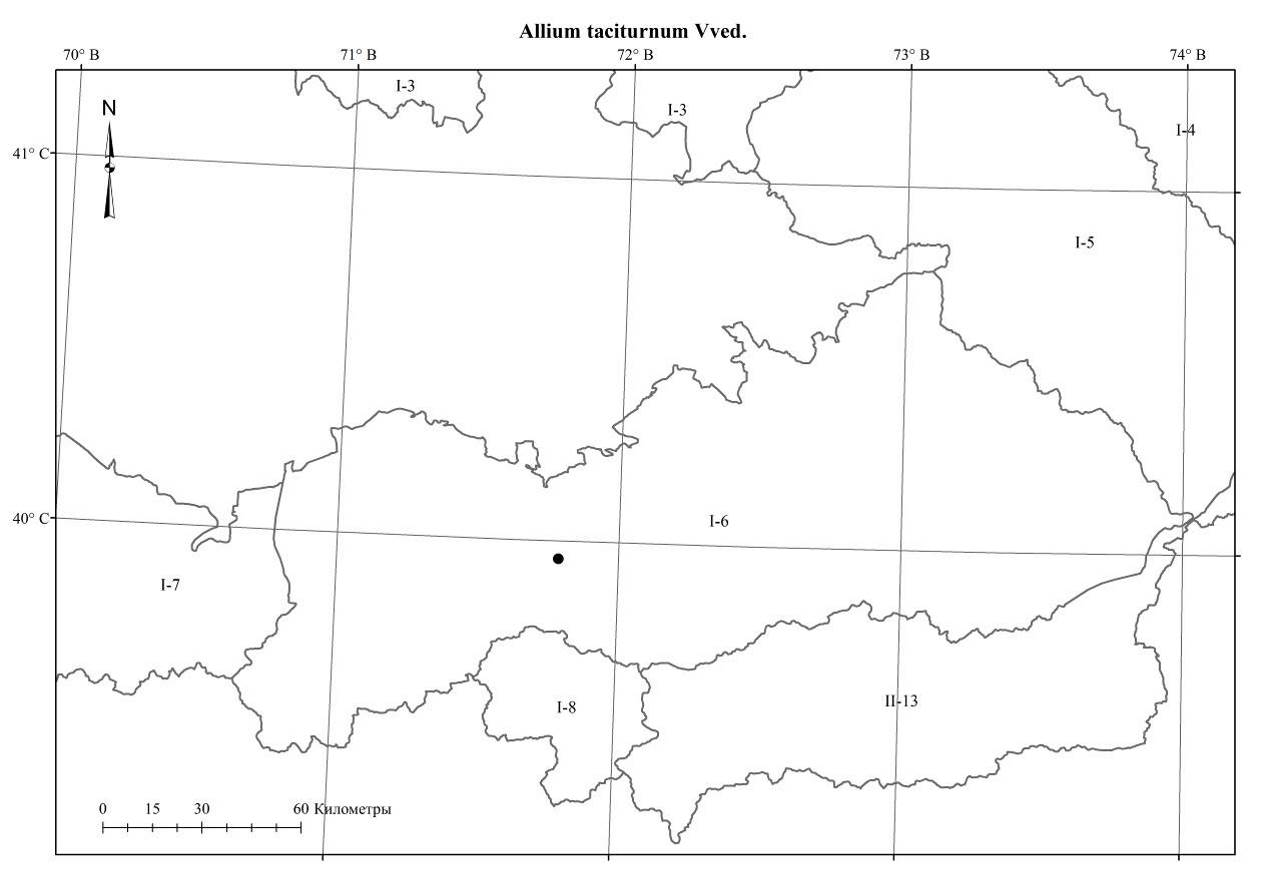 Allium taciturnum Vved.
70° В 71° В 72° В 73° В 74° В
I-3
N
I-3
I-4
41° С
I-5
40° С
I-6
I-7
II-13
I-8
0 15 30 60 Километры